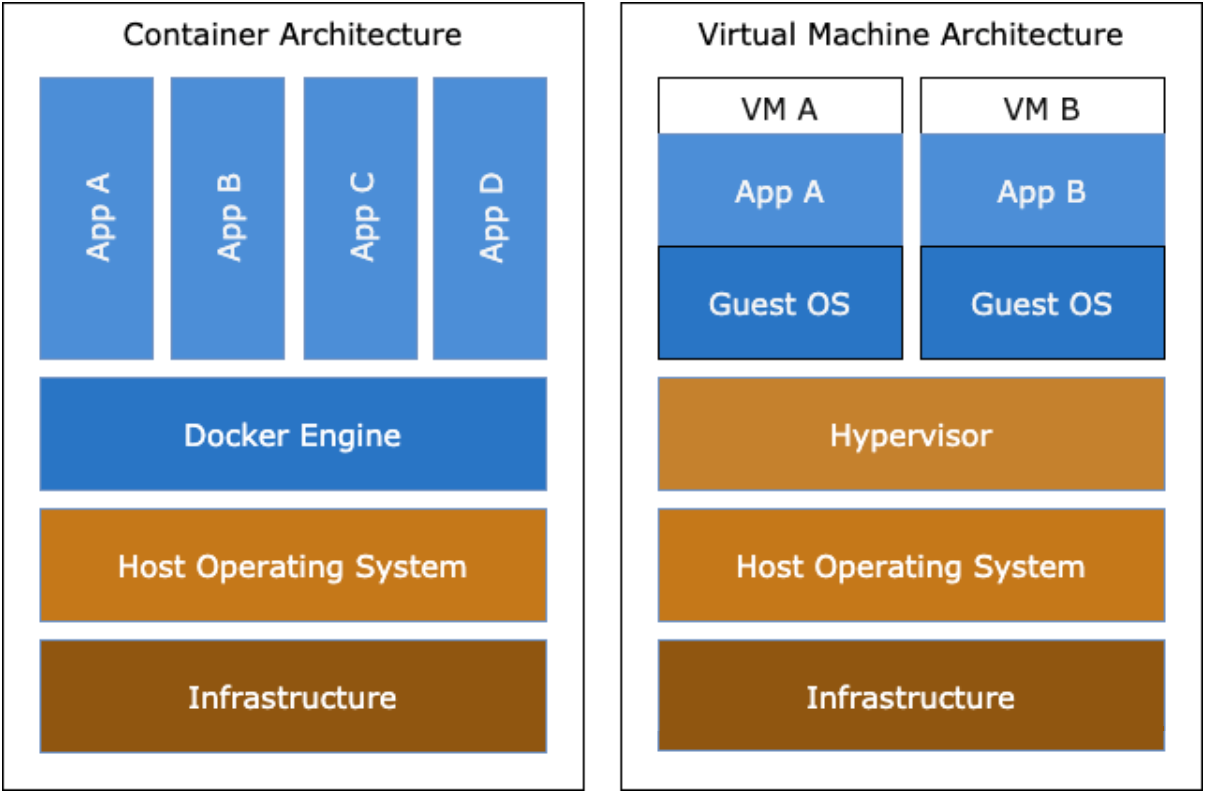 Container Architecture
App A
App B
App C
App D
Docker Engine
Host Operating System
Infrastructure
Virtual Machine Architecture
VM A
App A
Guest OS
VM B
App B
Guest OS
Hypervisor
Host Operating System
Infrastructure